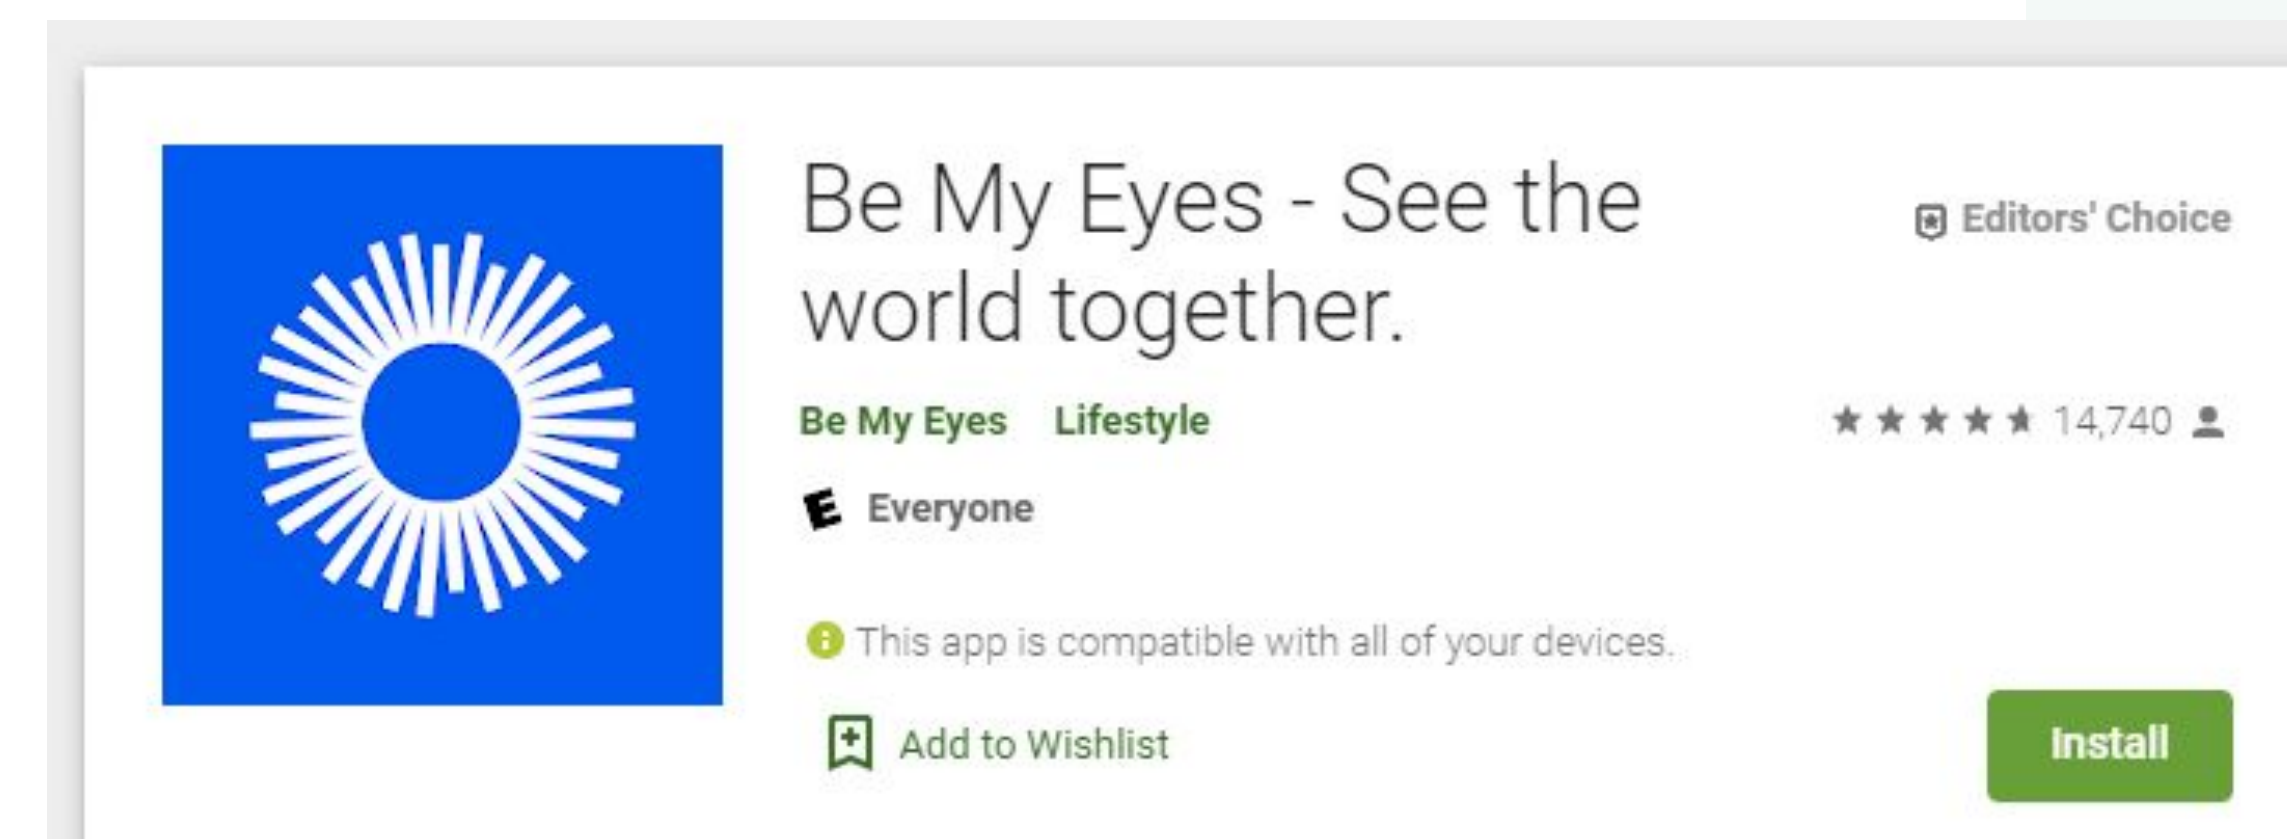 Be My Eyes - See the
world together.
Editors' Choice
Be My Eyes Lifestyle
14,740
E Everyone
This app is compatible with all of your devices.
Add to Wishlist
Install